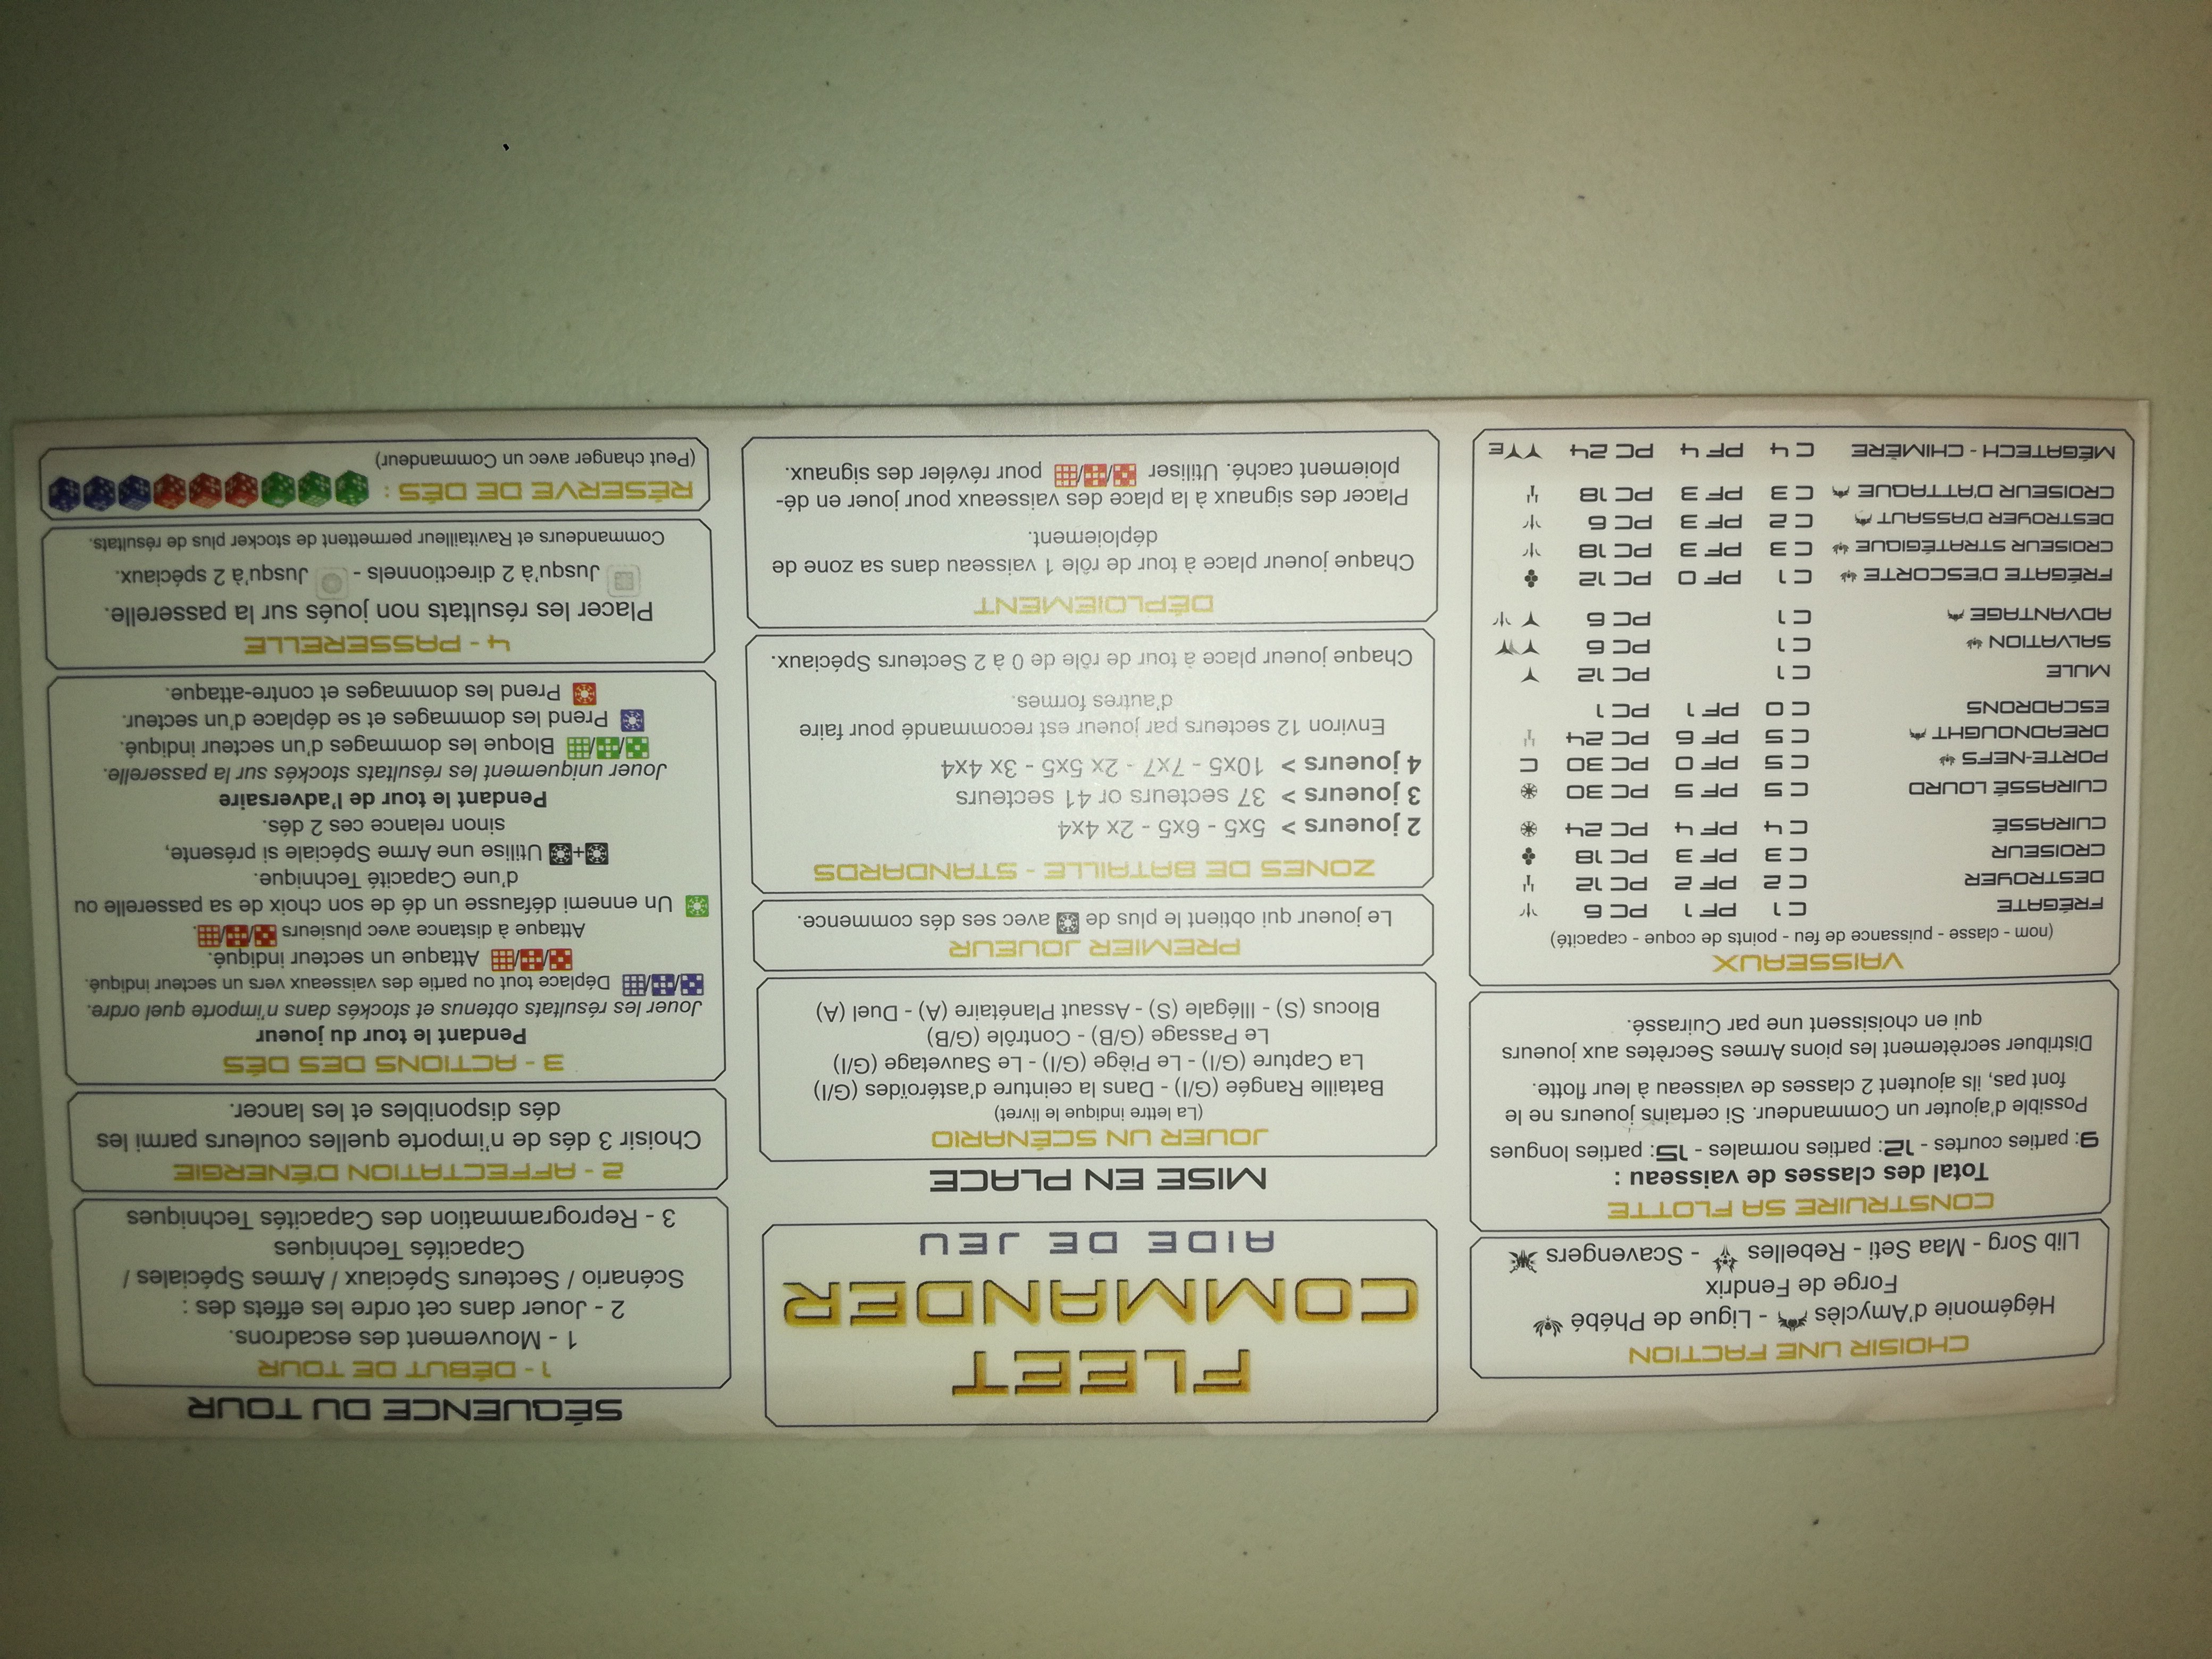 CHOISIR UNE FACTION
Hégémonie d'Amyclès - Ligue de Phébé
Forge de Fendrix
Llib Sorg - Maa Seti - Rebelles - Scavengers
CONSTRUIRE SA FLOTTE
Total des classes de vaisseau :
9: parties courtes - 12: parties normales - 15: parties longues
Possible d'ajouter un Commandeur. Si certains joueurs ne le
font pas, ils ajoutent 2 classes de vaisseau à leur flotte.
Distribuer secrètement les pions Armes Secrètes aux joueurs
qui en choisissent une par Cuirassé.
VAISSEAUX
(nom - classe - puissance de feu - points de coque - capacité)
FRÉGATE C 1 PF 1 PC 6
DESTROYER C 2 PF 2 PC 12
CROISEUR C 3 PF 3 PC 18
CUIRASSÉ C 4 PF 4 PC 24
CUIRASSÉ LOURD C 5 PF 5 PC 30
PORTE-NEFS C 5 PF 0 PC 30 C
DREADNOUGHT C 5 PF 6 PC 24
ESCADRONS C 0 PF 1 PC 1
MULE C 1 PC 12
SALVATION C 1 PC 6
ADVANTAGE C 1 PC 6
FRÉGATE D'ESCORTE C 1 PF 0 PC 12
CROISEUR STRATÉGIQUE C 3 PF 3 PC 18
DESTROYER D'ASSAUT C 2 PF 3 PC 6
CROISEUR D'ATTAQUE C 3 PF 3 PC 18
MÉGATECH - CHIMÈRE C 4 PF 4 PC 24 E
FLEET
COMMANDER
AIDE DE JEU
MISE EN PLACE
JOUER UN SCÉNARIO
(La lettre indique le livret)
Bataille Rangée (G/I) - Dans la ceinture d'astéroïdes (G/I)
La Capture (G/I) - Le Piège (G/I) - Le Sauvetage (G/I)
Le Passage (G/B) - Contrôle (G/B)
Blocus (S) - Illégale (S) - Assaut Planétaire (A) - Duel (A)
PREMIER JOUEUR
Le joueur qui obtient le plus de avec ses dés commence.
ZONES DE BATAILLE - STANDARDS
2 joueurs > 5x5 - 6x5 - 2x 4x4
3 joueurs > 37 secteurs or 41 secteurs
4 joueurs > 10x5 - 7x7 - 2x 5x5 - 3x 4x4
Environ 12 secteurs par joueur est recommandé pour faire
d'autres formes.
Chaque joueur place à tour de rôle de 0 à 2 Secteurs Spéciaux.
DÉPLOIEMENT
Chaque joueur place à tour de rôle 1 vaisseau dans sa zone de
déploiement.
Placer des signaux à la place des vaisseaux pour jouer en dé-
ploiement caché. Utiliser / / pour révéler des signaux.
SÉQUENCE DU TOUR
1 - DÉBUT DE TOUR
1 - Mouvement des escadrons.
2 - Jouer dans cet ordre les effets des :
Scénario / Secteurs Spéciaux / Armes Spéciales /
Capacités Techniques
3 - Reprogrammation des Capacités Techniques
2 - AFFECTATION D'ÉNERGIE
Choisir 3 dés de n'importe quelles couleurs parmi les
dés disponibles et les lancer.
3 - ACTIONS DES DÉS
Pendant le tour du joueur
Jouer les résultats obtenus et stockés dans n'importe quel ordre.
/ / Déplace tout ou partie des vaisseaux vers un secteur indiqué.
/ / Attaque un secteur indiqué.
Attaque à distance avec plusieurs / / .
Un ennemi défausse un dé de son choix de sa passerelle ou
d'une Capacité Technique.
+ Utilise une Arme Spéciale si présente,
sinon relance ces 2 dés.
Pendant le tour de l'adversaire
Jouer uniquement les résultats stockés sur la passerelle.
/ / Bloque les dommages d'un secteur indiqué.
Prend les dommages et se déplace d'un secteur.
Prend les dommages et contre-attaque.
4 - PASSERELLE
Placer les résultats non joués sur la passerelle.
Jusqu'à 2 directionnels - Jusqu'à 2 spéciaux.
Commandeurs et Ravitailleur permettent de stocker plus de résultats.
RÉSERVE DE DÉS :
(Peut changer avec un Commandeur)